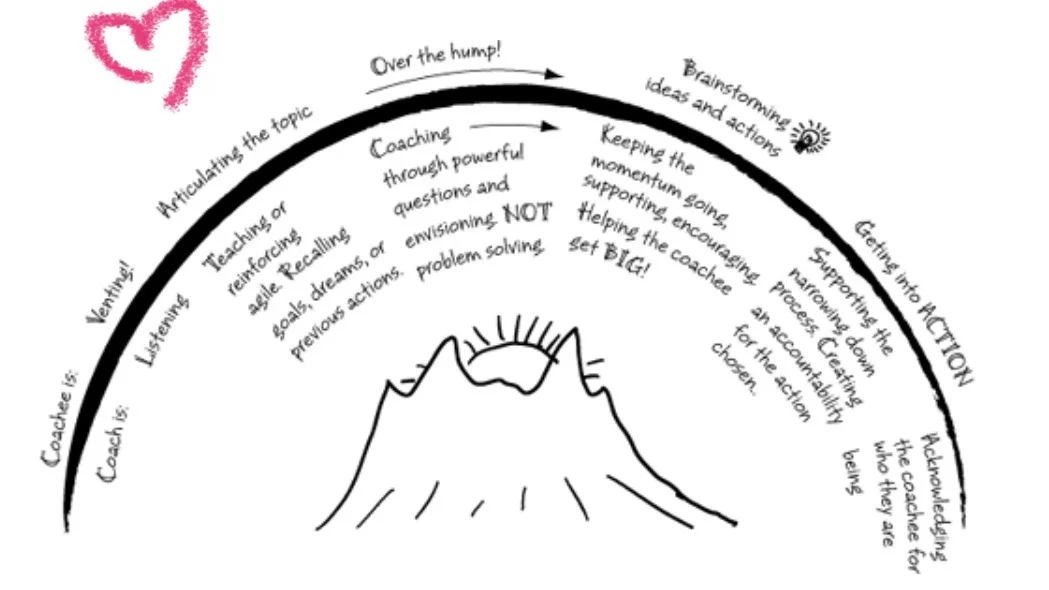 Coachee is:
Venting!
Articulating the topic
Over the hump!
Brainstorming
ideas and actions
Geting into ACTION
Coach is:
Listening
Teaching or
reinforcing
agile. Recalling
goals, dreams, or
previous actions.
Coaching
through powerful
questions and
envisioning NOT
problem solving
Keeping the
momentum going,
supporting, encouraging
Helping the coachee
get BIG!
Supporting the
narrowing down
process. Creating
an accountability
for the action
chosen.
Acknowledging
the coachee for
who they are
being